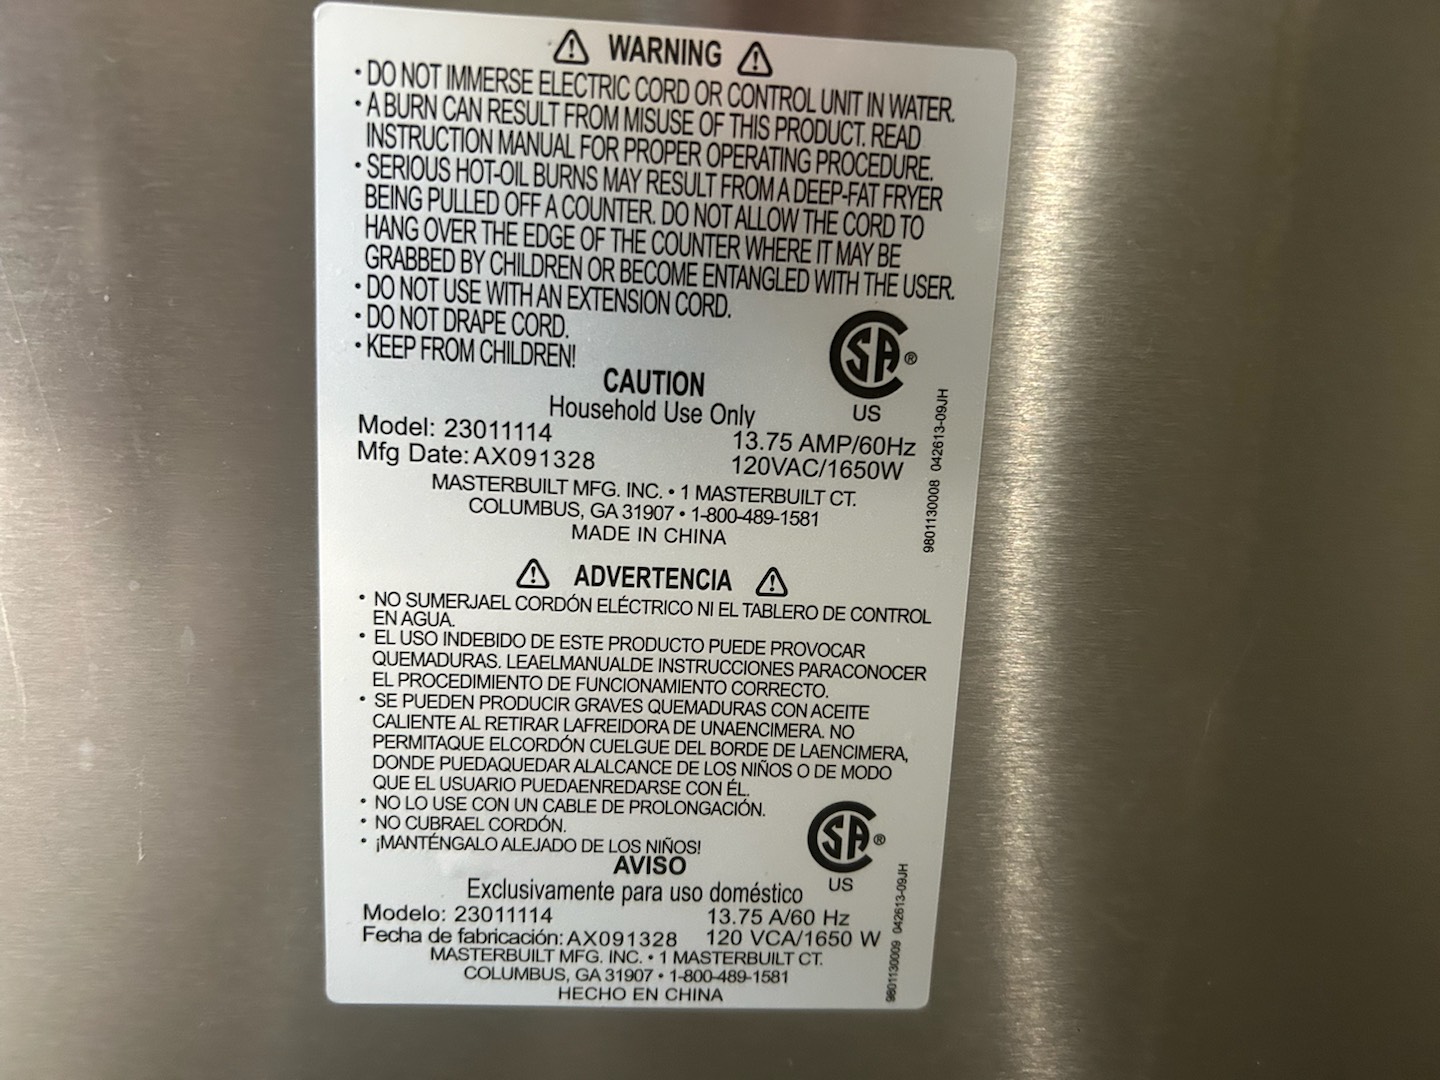 WARNING
• DO NOT IMMERSE ELECTRIC CORD OR CONTROL UNIT IN WATER.
• A BURN CAN RESULT FROM MISUSE OF THIS PRODUCT. READ
INSTRUCTION MANUAL FOR PROPER OPERATING PROCEDURE.
• SERIOUS HOT-OIL BURNS MAY RESULT FROM A DEEP-FAT FRYER
BEING PULLED OFF A COUNTER. DO NOT ALLOW THE CORD TO
HANG OVER THE EDGE OF THE COUNTER WHERE IT MAY BE
GRABBED BY CHILDREN OR BECOME ENTANGLED WITH THE USER.
• DO NOT USE WITH AN EXTENSION CORD.
• DO NOT DRAPE CORD.
• KEEP FROM CHILDREN!
CSA ®
US
CAUTION
Household Use Only
Model: 23011114 13.75 AMP/60Hz
Mfg Date: AX091328 120VAC/1650W
MASTERBUILT MFG. INC. • 1 MASTERBUILT CT.
COLUMBUS, GA 31907 • 1-800-489-1581
MADE IN CHINA
9801130008 042613-09JH
ADVERTENCIA
• NO SUMERJAEL CORDÓN ELÉCTRICO NI EL TABLERO DE CONTROL
EN AGUA.
• EL USO INDEBIDO DE ESTE PRODUCTO PUEDE PROVOCAR
QUEMADURAS. LEAELMANUALDE INSTRUCCIONES PARACONOCER
EL PROCEDIMIENTO DE FUNCIONAMIENTO CORRECTO.
• SE PUEDEN PRODUCIR GRAVES QUEMADURAS CON ACEITE
CALIENTE AL RETIRAR LAFREIDORA DE UNAENCIMERA. NO
PERMITAQUE ELCORDÓN CUELGUE DEL BORDE DE LAENCIMERA,
DONDE PUEDAQUEDAR ALALCANCE DE LOS NIÑOS O DE MODO
QUE EL USUARIO PUEDAENREDARSE CON ÉL.
• NO LO USE CON UN CABLE DE PROLONGACIÓN.
• NO CUBRAEL CORDÓN.
• ¡MANTÉNGALO ALEJADO DE LOS NIÑOS!
CSA ®
US
AVISO
Exclusivamente para uso doméstico
Modelo: 23011114 13.75 A/60 Hz
Fecha de fabricación: AX091328 120 VCA/1650 W
MASTERBUILT MFG. INC. • 1 MASTERBUILT CT.
COLUMBUS, GA 31907 • 1-800-489-1581
HECHO EN CHINA
9801130009 042613-09JH